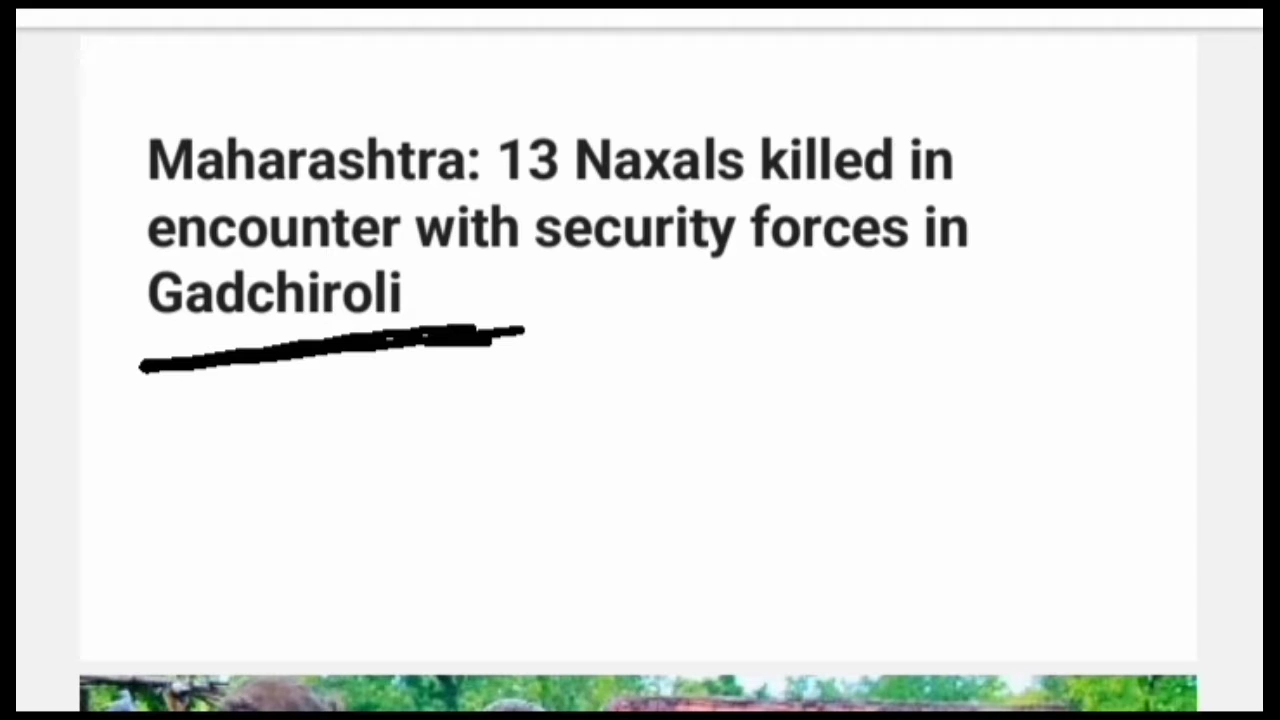 Maharashtra: 13 Naxals killed in
encounter with security forces in
Gadchiroli